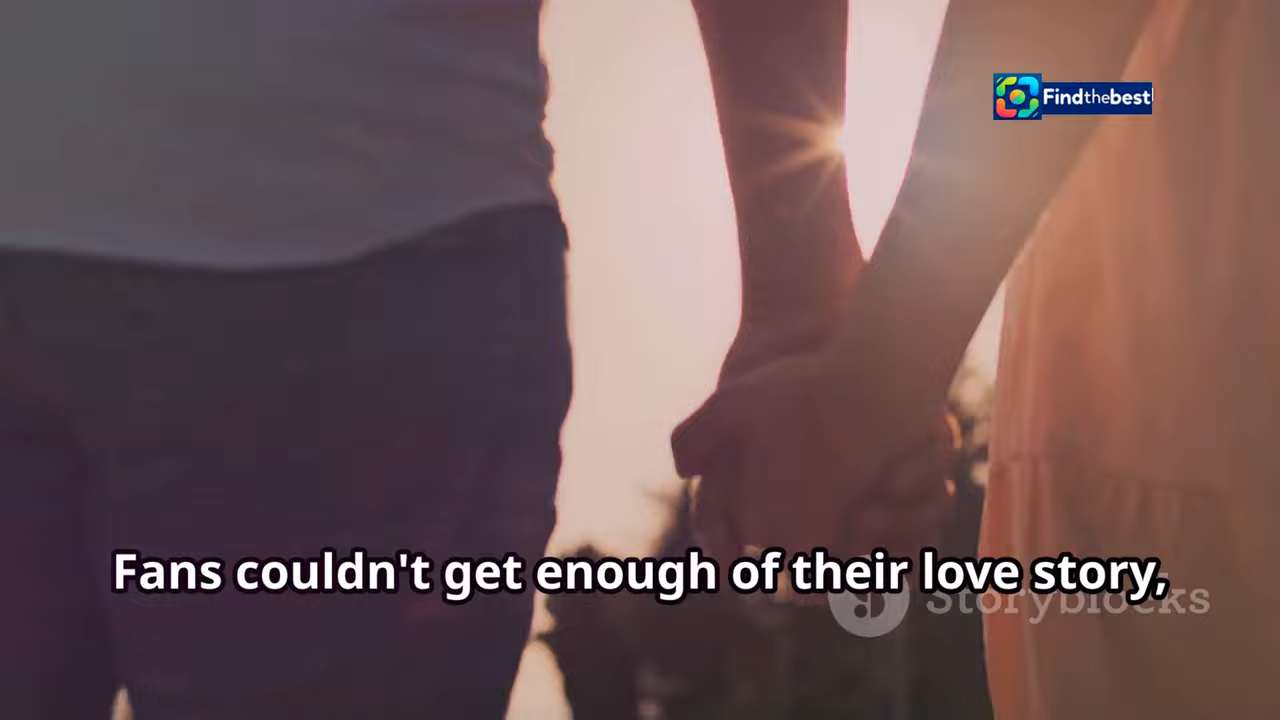 Findthebest
Fans couldn't get enough of their love story,
Storyblocks